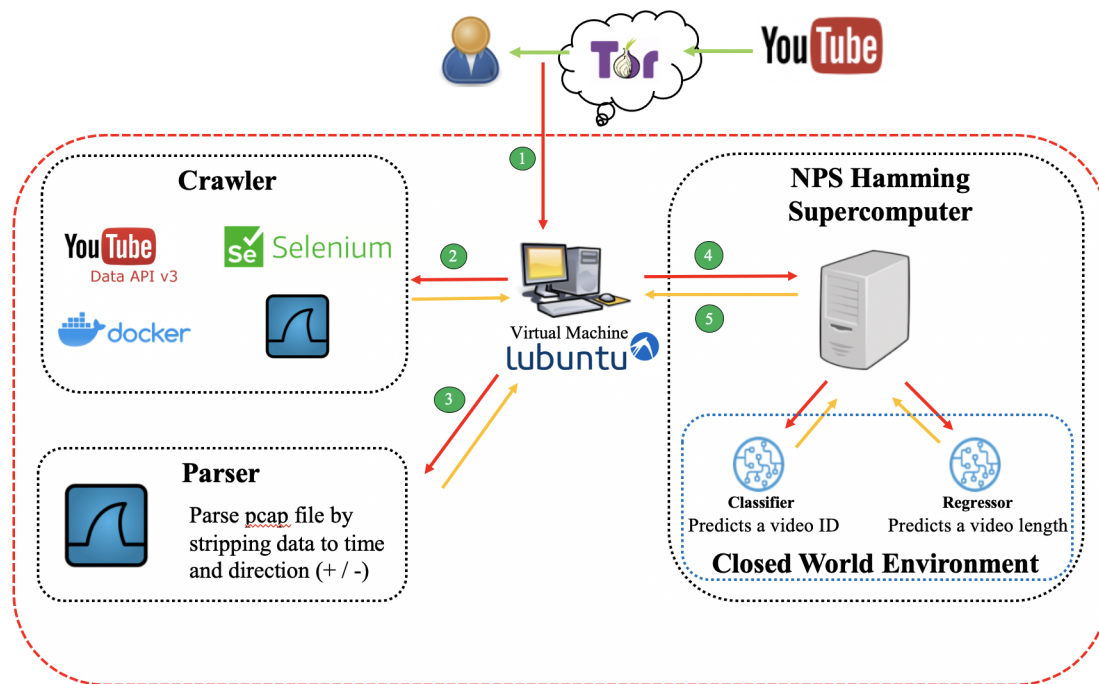 Tor
YouTube
1
Crawler
NPS Hamming
Supercomputer
YouTube
Data API v3
Se Selenium
2
4
docker
5
Virtual Machine
lubuntu
3
Parser
Parse pcap file by
stripping data to time
and direction (+ / -)
Classifier
Predicts a video ID
Regressor
Predicts a video length
Closed World Environment